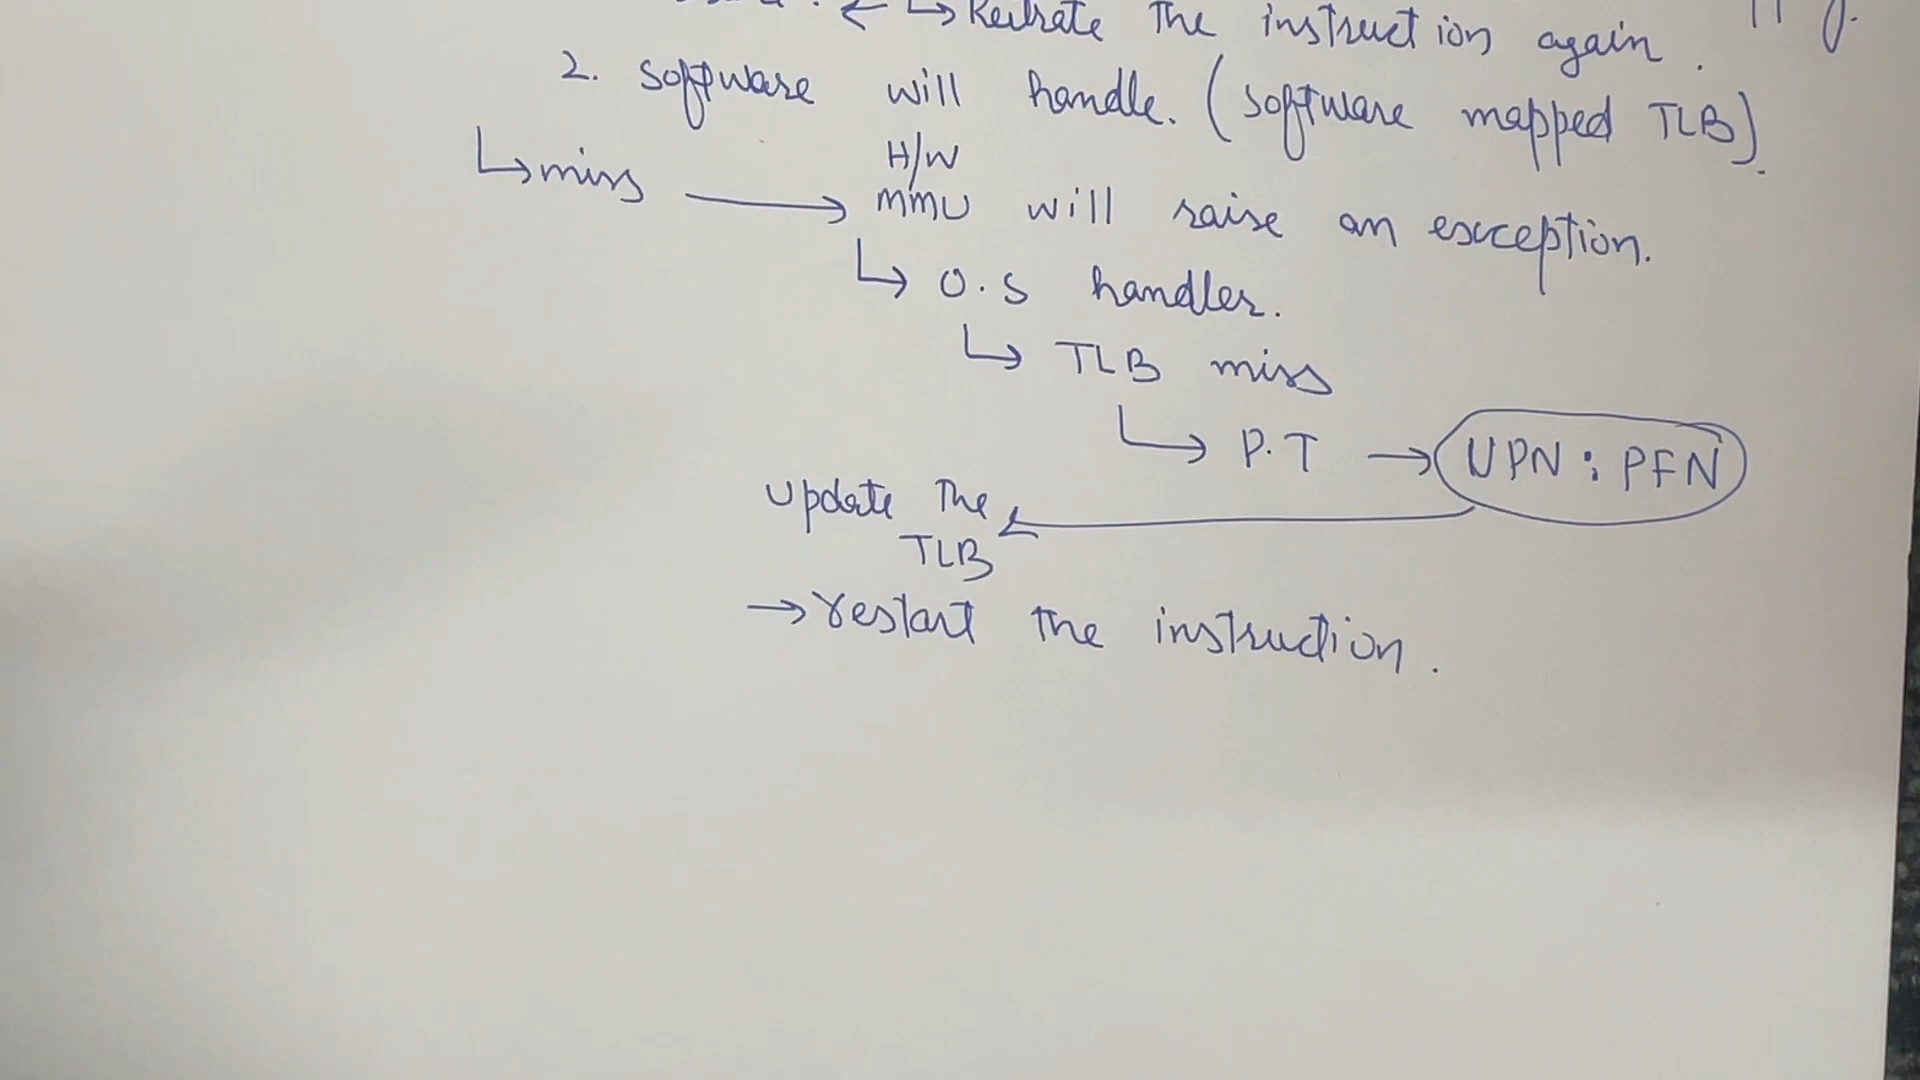 the instruction again.
2. software will handle. (software mapped TLB).
↳ miss → H/W MMU will raise an exception.
↳ O.S handler.
↳ TLB miss
↳ P.T → VPN : PFN
update the TLB
→ restart the instruction.